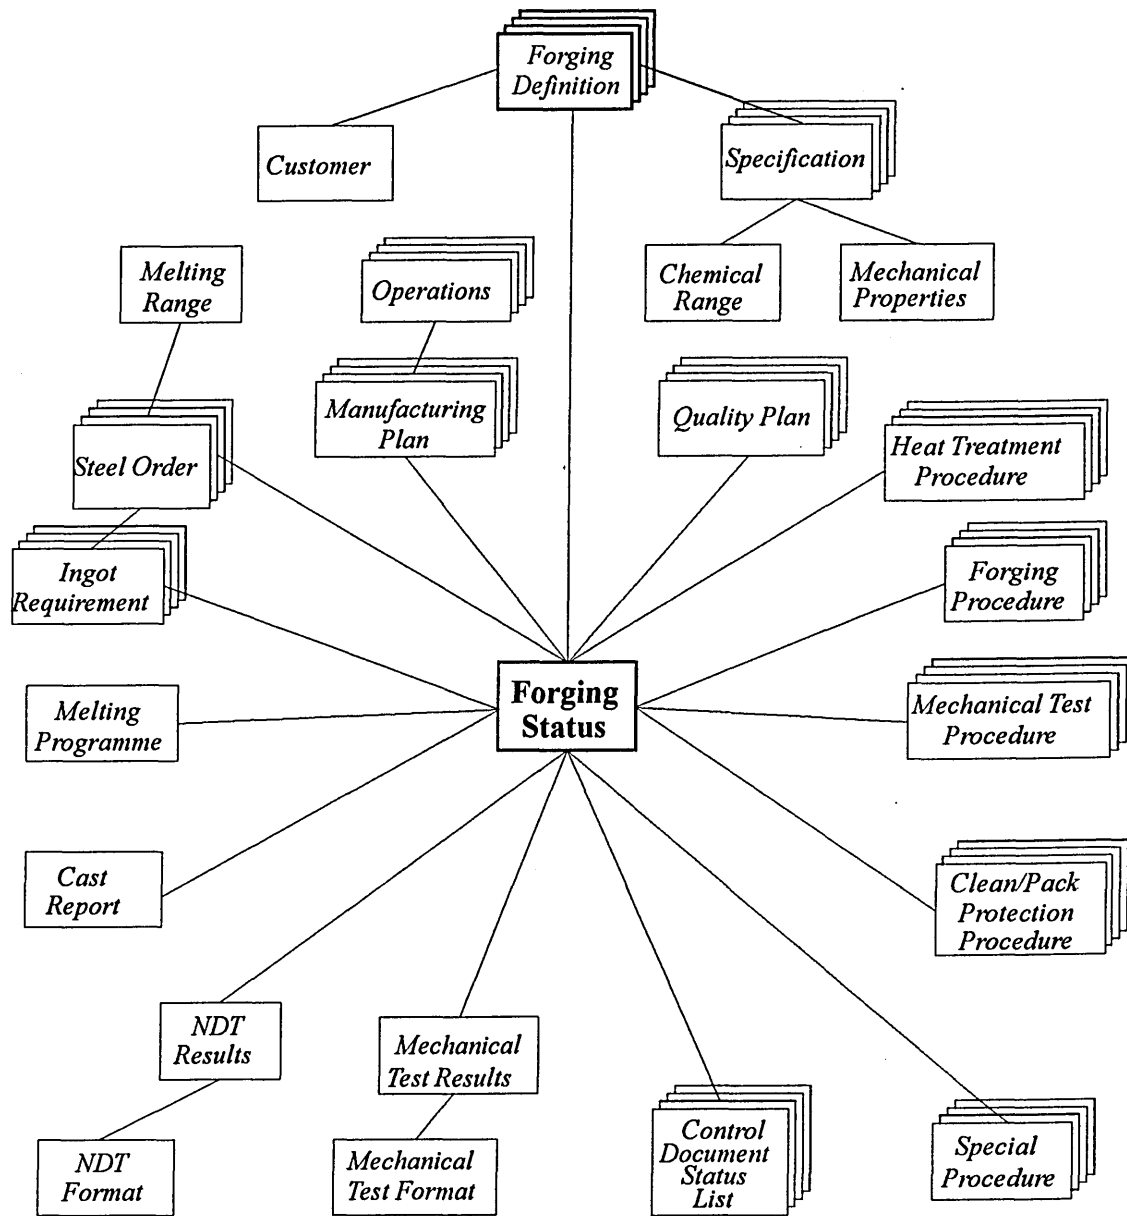 Forging
Definition
Customer
Specification
Melting
Range
Operations
Chemical
Range
Mechanical
Properties
Manufacturing
Plan
Quality Plan
Steel Order
Heat Treatment
Procedure
Ingot
Requirement
Forging
Procedure
Forging
Status
Melting
Programme
Mechanical Test
Procedure
Cast
Report
Clean/Pack
Protection
Procedure
NDT
Results
Mechanical
Test Results
NDT
Format
Mechanical
Test Format
Control
Document
Status
List
Special
Procedure